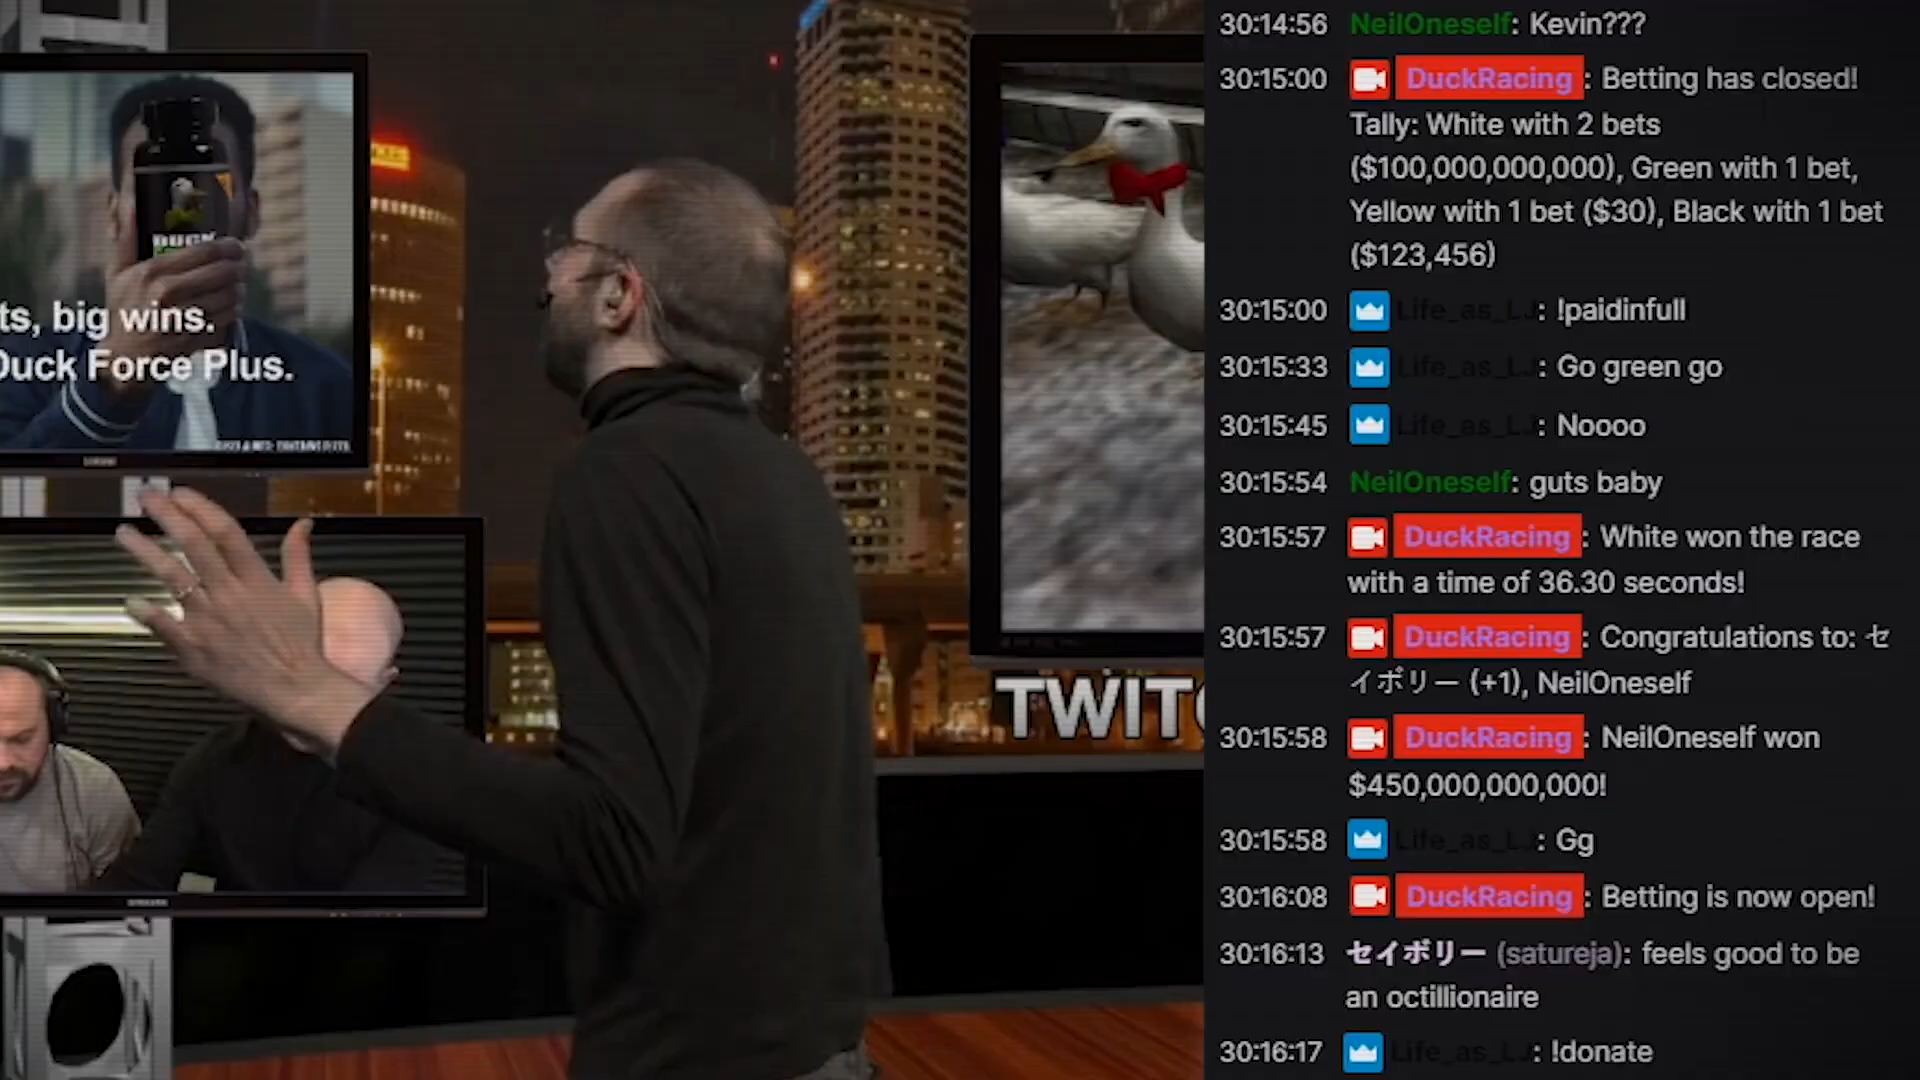 ts, big wins.
Duck Force Plus.
DUCK
TWITC
30:14:56 NeilOneself: Kevin???
30:15:00 DuckRacing: Betting has closed!
Tally: White with 2 bets
($100,000,000,000), Green with 1 bet,
Yellow with 1 bet ($30), Black with 1 bet
($123,456)
30:15:00 Life_as_LJ: !paidinfull
30:15:33 Life_as_LJ: Go green go
30:15:45 Life_as_LJ: Noooo
30:15:54 NeilOneself: guts baby
30:15:57 DuckRacing: White won the race
with a time of 36.30 seconds!
30:15:57 DuckRacing: Congratulations to: セ
イボリー (+1), NeilOneself
30:15:58 DuckRacing: NeilOneself won
$450,000,000,000!
30:15:58 Life_as_LJ: Gg
30:16:08 DuckRacing: Betting is now open!
30:16:13 セイボリー (satureja): feels good to be
an octillionaire
30:16:17 Life_as_LJ: !donate